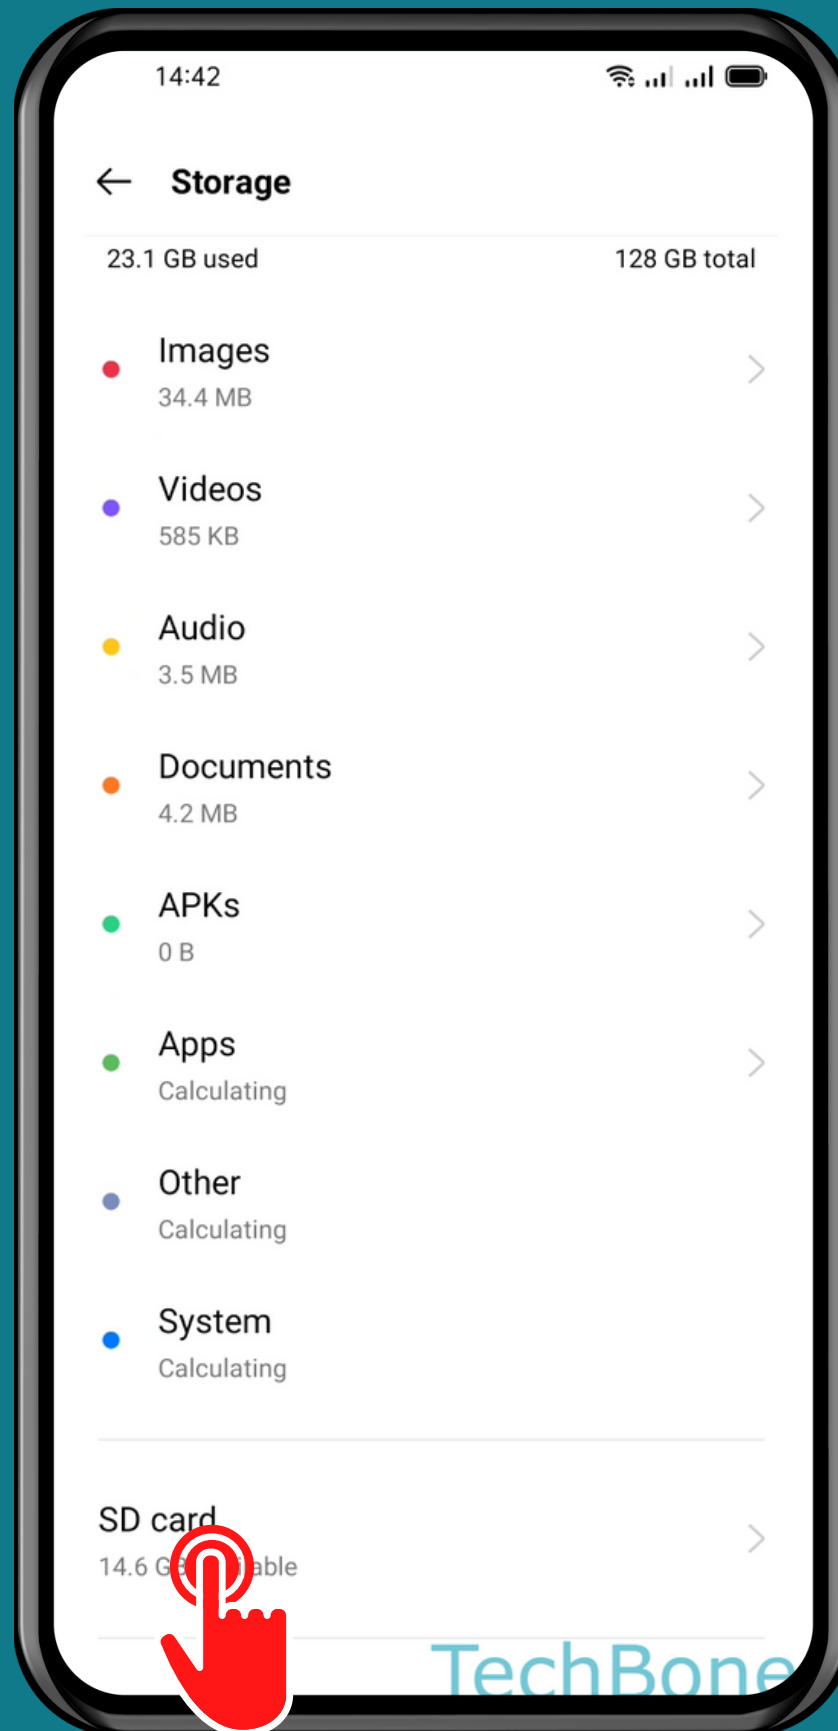 14:42
Storage
23.1 GB used 128 GB total
Images
34.4 MB
Videos
585 KB
Audio
3.5 MB
Documents
4.2 MB
APKs
0 B
Apps
Calculating
Other
Calculating
System
Calculating
SD card
14.6
TechBone